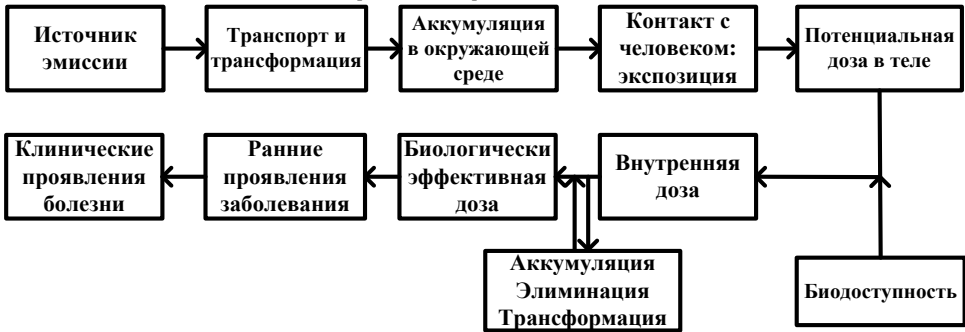 Источник
эмиссии
Транспорт и
трансформация
Аккумуляция
в окружающей
среде
Контакт с
человеком:
экспозиция
Потенциальная
доза в теле
Клинические
проявления
болезни
Ранние
проявления
заболевания
Биологически
эффективная
доза
Внутренняя
доза
Аккумуляция
Элиминация
Трансформация
Биодоступность